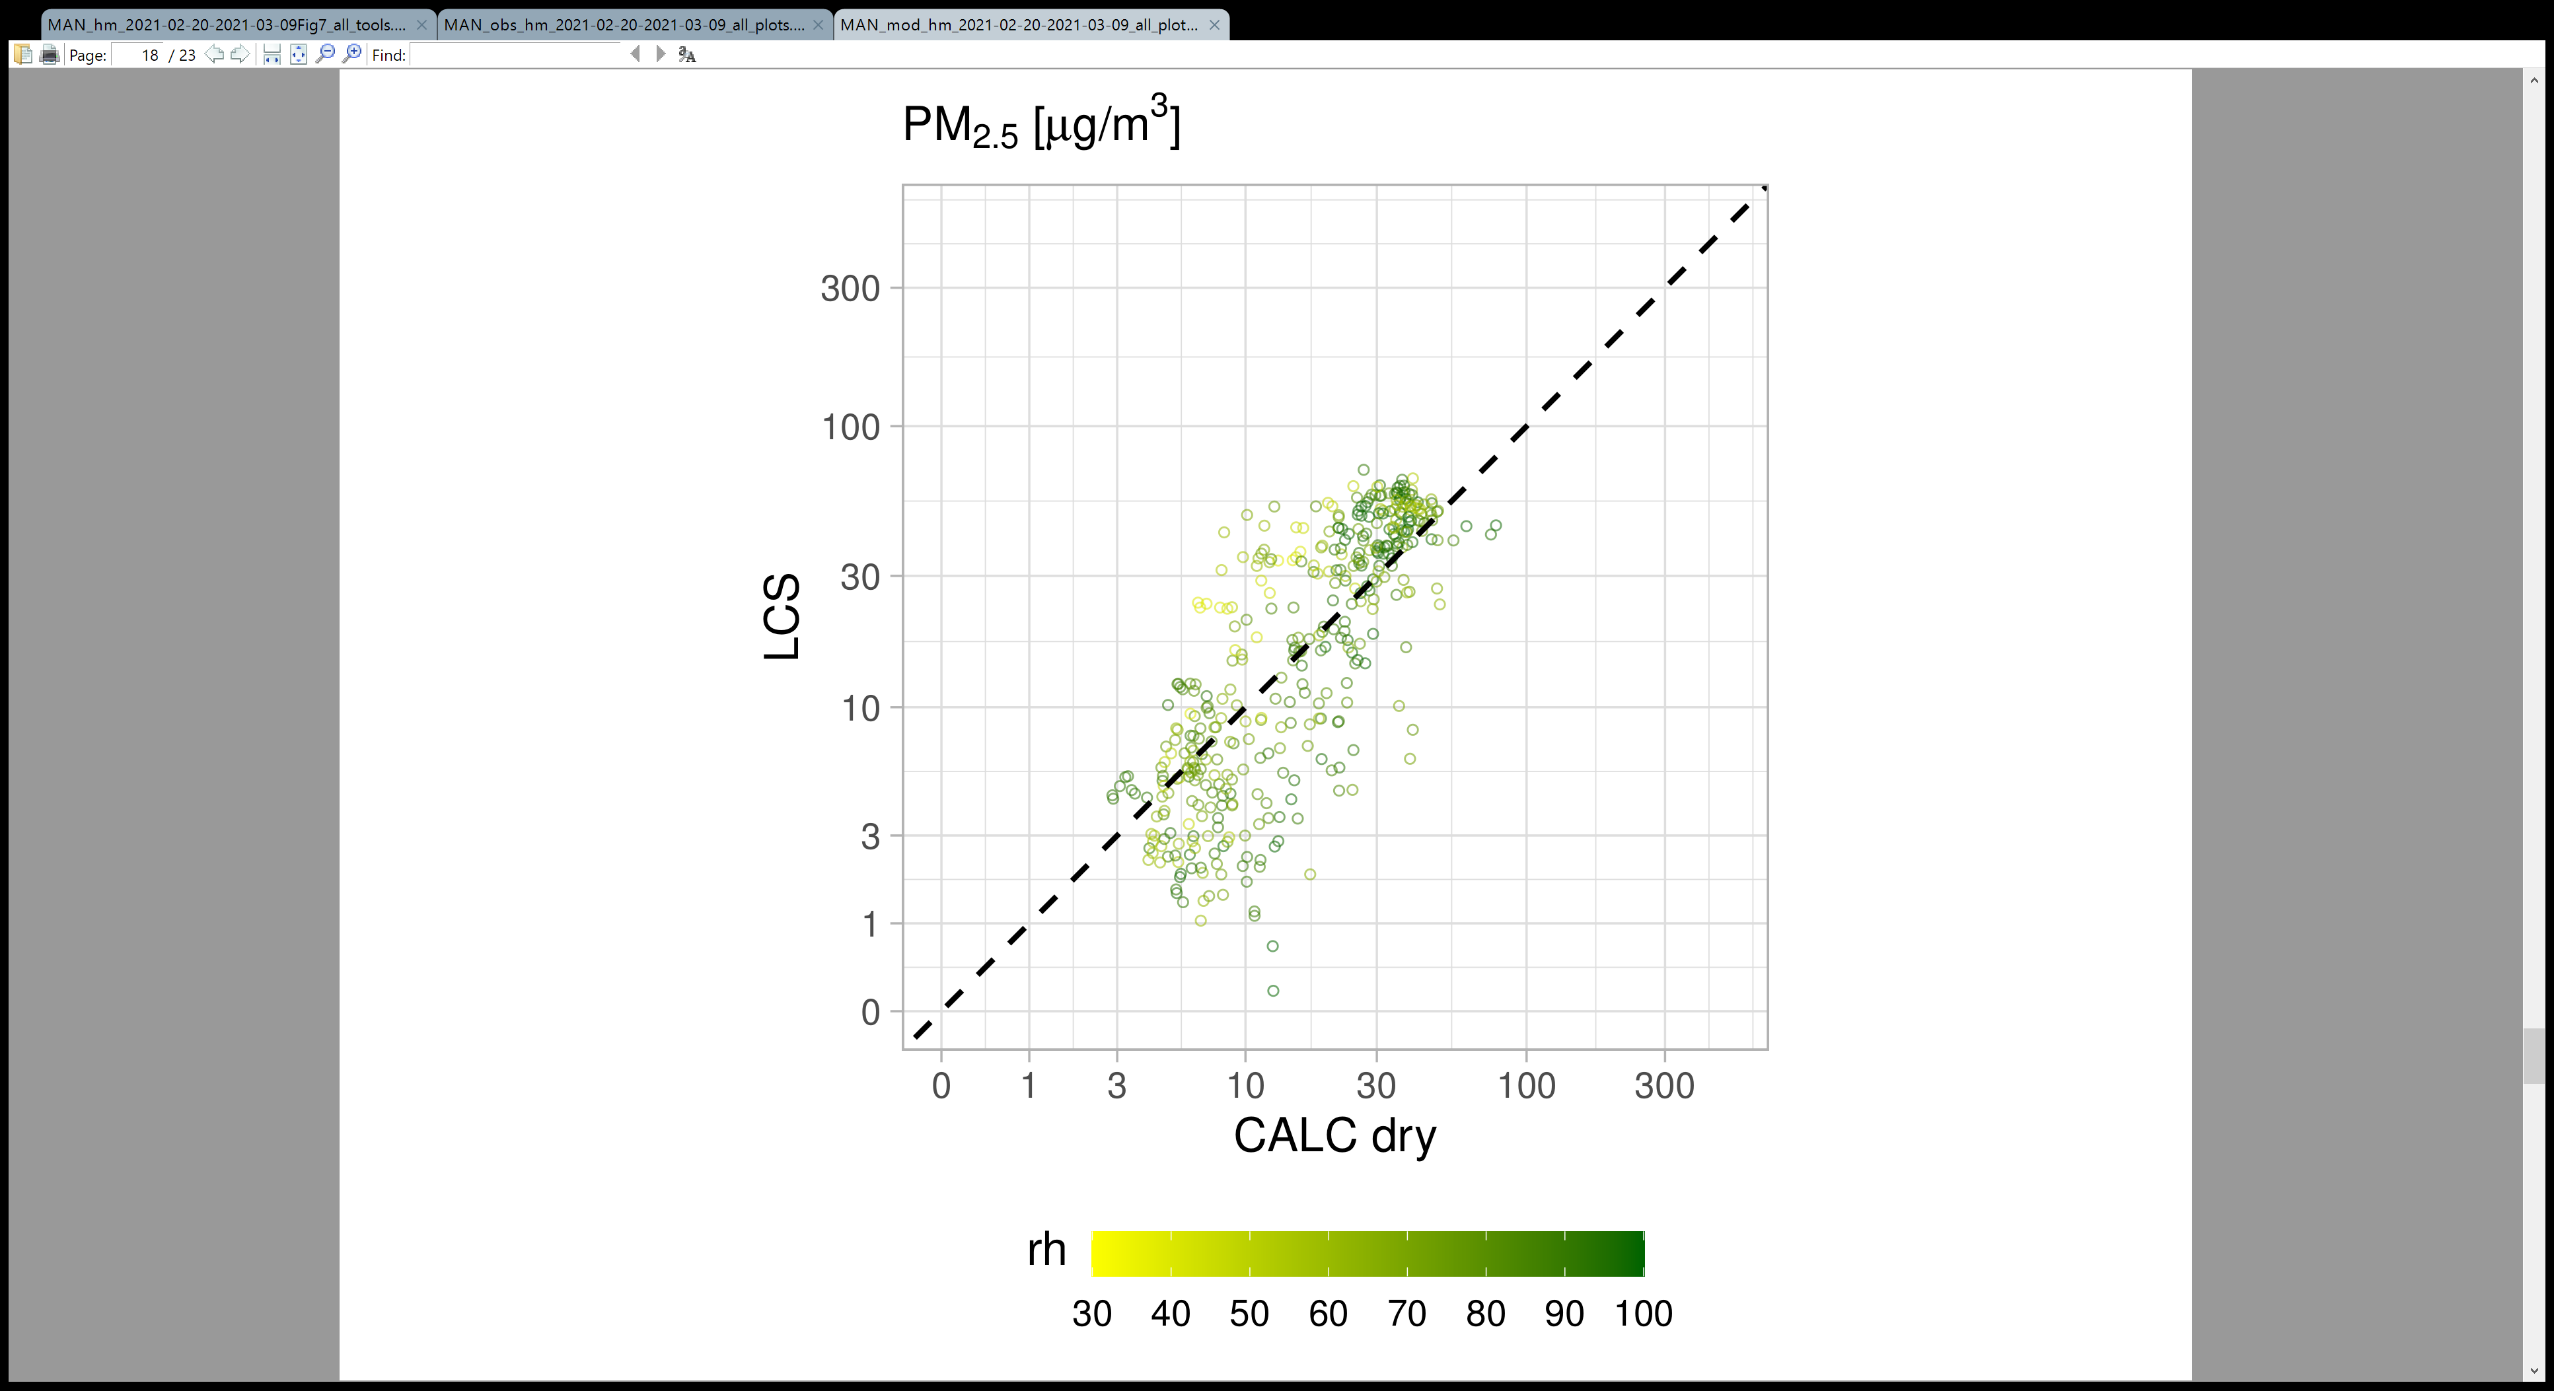 MAN_hm_2021-02-20-2021-03-09Fig7_all_tools.... MAN_obs_hm_2021-02-20-2021-03-09_all_plots.... MAN_mod_hm_2021-02-20-2021-03-09_all_plot...
Page: 18 / 23 Find:
PM2.5 [μg/m3]
300
100
30
10
3
1
0
LCS
0 1 3 10 30 100 300
CALC dry
rh
30 40 50 60 70 80 90 100